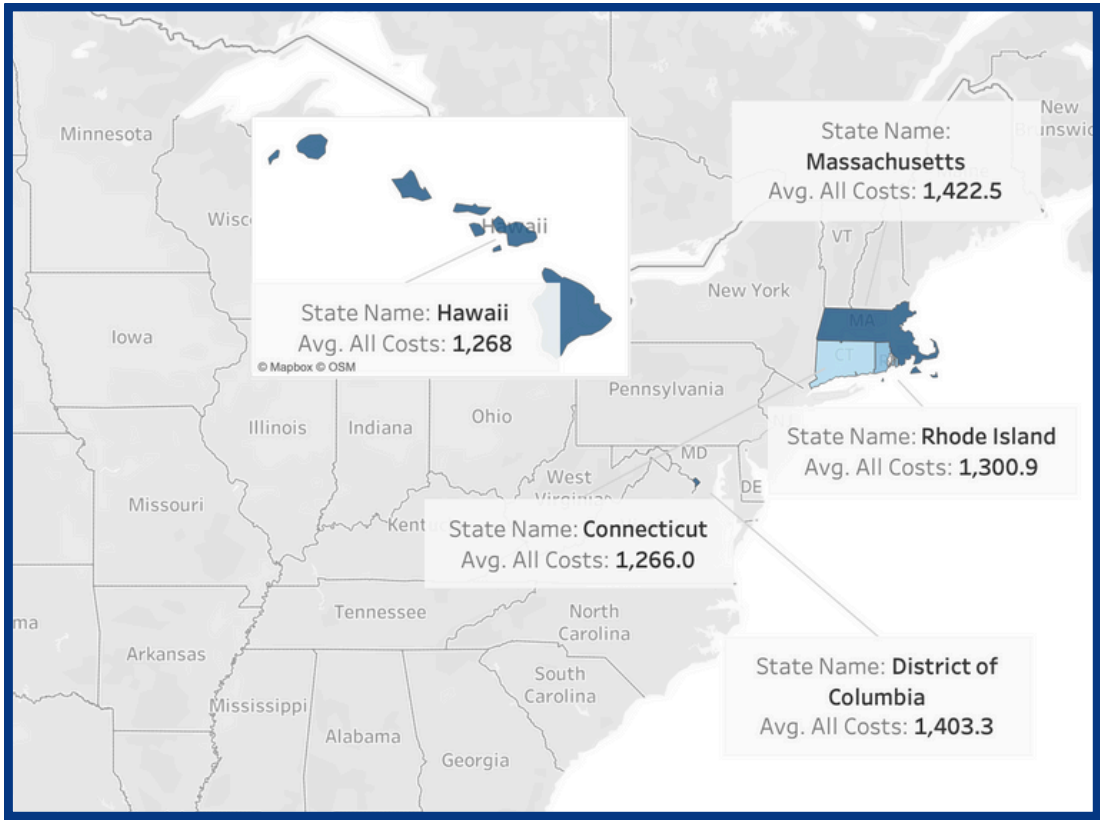 Minnesota
New
Brunswic
State Name:
Massachusetts
Avg. All Costs: 1,422.5
Wisc
Hawaii
VT
New York
State Name: Hawaii
Avg. All Costs: 1,268
© Mapbox © OSM
Iowa
MA
CT
Pennsylvania
Illinois
Indiana
Ohio
State Name: Rhode Island
Avg. All Costs: 1,300.9
MD
DE
West
Virginia
Missouri
Kentu
State Name: Connecticut
Avg. All Costs: 1,266.0
Tennessee
North
Carolina
ma
Arkansas
South
Carolina
State Name: District of
Columbia
Avg. All Costs: 1,403.3
Mississippi
Alabama
Georgia